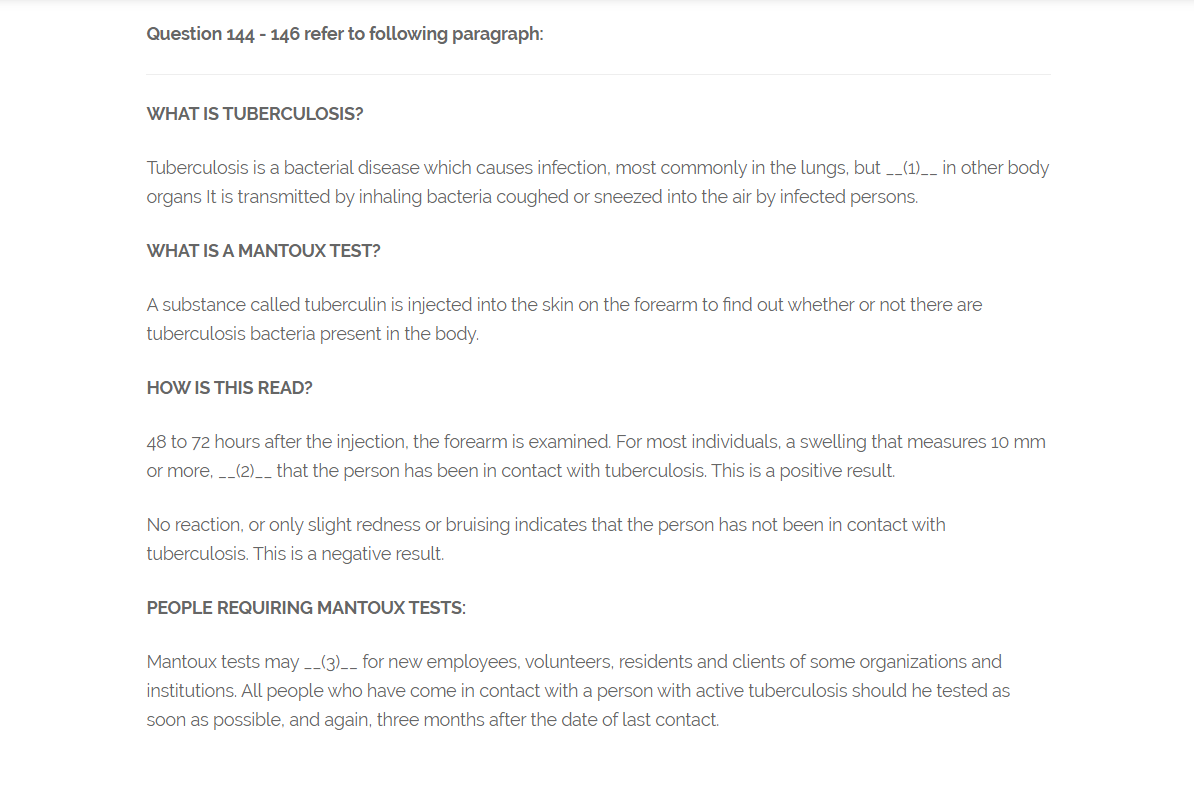 Question 144 - 146 refer to following paragraph:
WHAT IS TUBERCULOSIS?
Tuberculosis is a bacterial disease which causes infection, most commonly in the lungs, but __(1)__ in other body
organs It is transmitted by inhaling bacteria coughed or sneezed into the air by infected persons.
WHAT IS A MANTOUX TEST?
A substance called tuberculin is injected into the skin on the forearm to find out whether or not there are
tuberculosis bacteria present in the body.
HOW IS THIS READ?
48 to 72 hours after the injection, the forearm is examined. For most individuals, a swelling that measures 10 mm
or more, __(2)__ that the person has been in contact with tuberculosis. This is a positive result.
No reaction, or only slight redness or bruising indicates that the person has not been in contact with
tuberculosis. This is a negative result.
PEOPLE REQUIRING MANTOUX TESTS:
Mantoux tests may __(3)__ for new employees, volunteers, residents and clients of some organizations and
institutions. All people who have come in contact with a person with active tuberculosis should he tested as
soon as possible, and again, three months after the date of last contact.